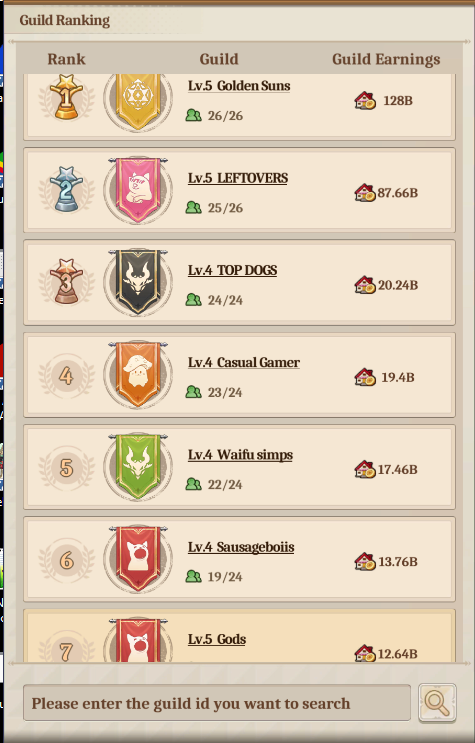 Guild Ranking
Rank Guild Guild Earnings
1 Lv.5 Golden Suns 128B
26/26
2 Lv.5 LEFTOVERS 87.66B
25/26
3 Lv.4 TOP DOGS 20.24B
24/24
4 Lv.4 Casual Gamer 19.4B
23/24
5 Lv.4 Waifu simps 17.46B
22/24
6 Lv.4 Sausageboiis 13.76B
19/24
7 Lv.5 Gods 12.64B
Please enter the guild id you want to search